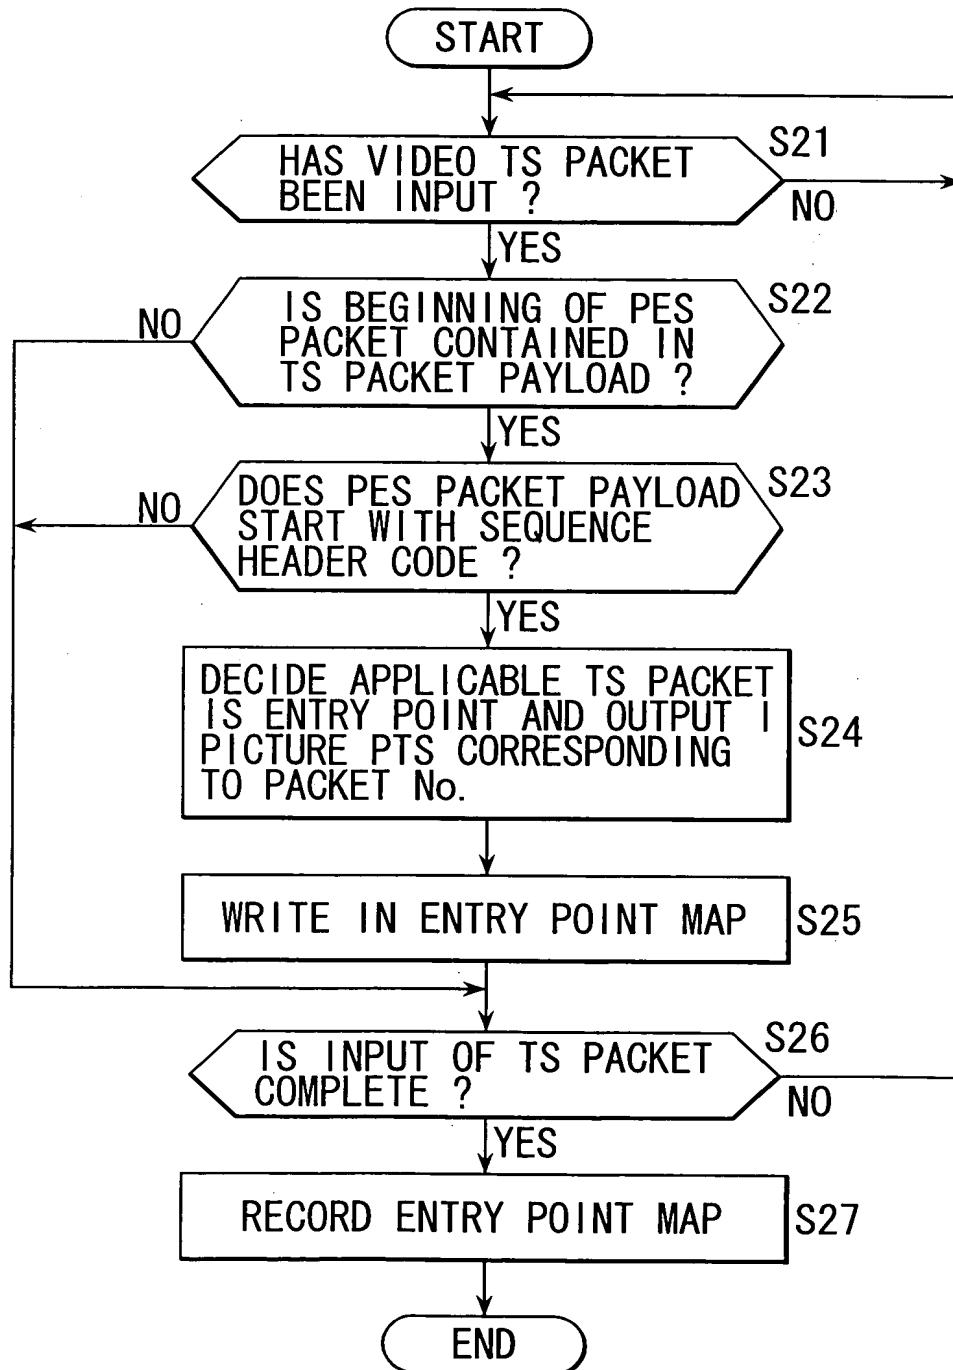 START
S21
HAS VIDEO TS PACKET
BEEN INPUT ?
NO
YES
S22
IS BEGINNING OF PES
PACKET CONTAINED IN
TS PACKET PAYLOAD ?
NO
YES
S23
DOES PES PACKET PAYLOAD
START WITH SEQUENCE
HEADER CODE ?
NO
YES
DECIDE APPLICABLE TS PACKET
IS ENTRY POINT AND OUTPUT I
PICTURE PTS CORRESPONDING
TO PACKET No.
S24
WRITE IN ENTRY POINT MAP
S25
S26
IS INPUT OF TS PACKET
COMPLETE ?
NO
YES
RECORD ENTRY POINT MAP
S27
END